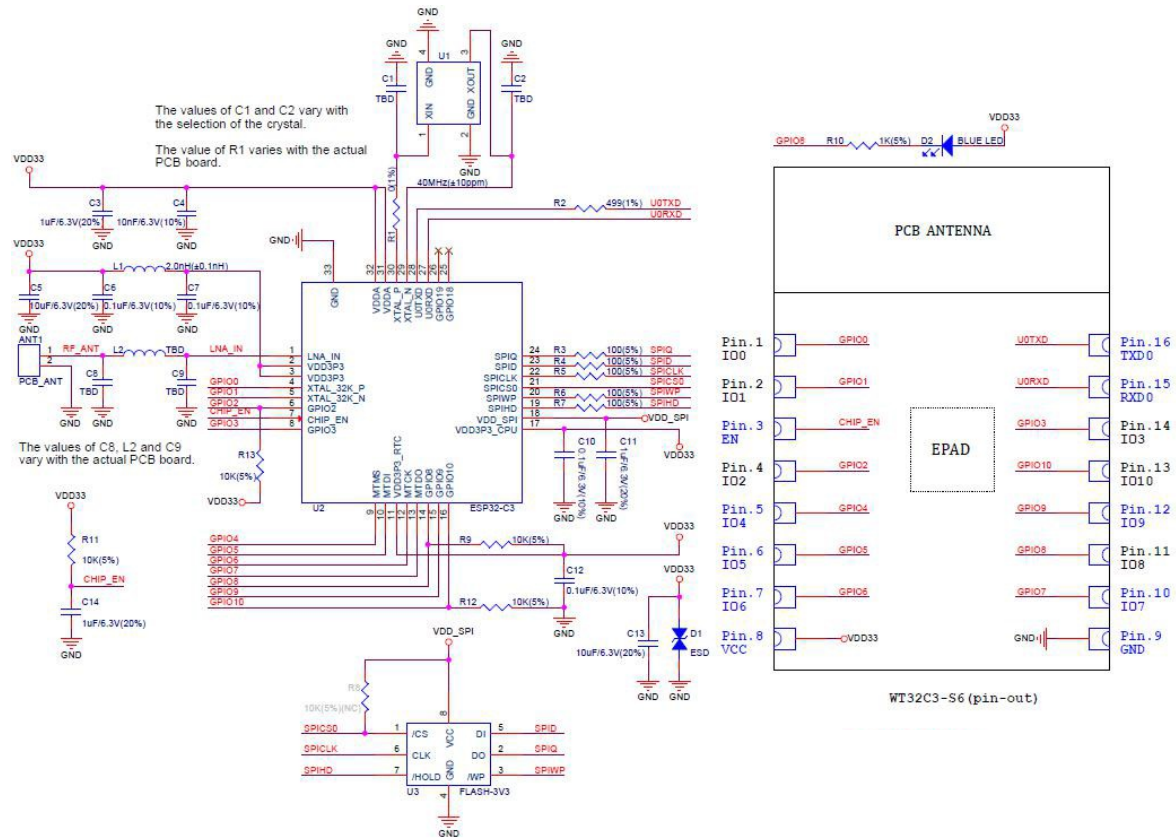 GND
GND
GND
GND
4
3
U1
C1
TBD
GND
XOUT
XIN
GND
C2
TBD
1
2
GND
The values of C1 and C2 vary with
the selection of the crystal.
The value of R1 varies with the actual
PCB board.
40MHz(±10ppm)
0(1%)
R1
VDD33
C3
1uF/6.3V(20%
GND
C4
10nF/6.3V(10%)
GND
R2
499(1%)
U0TXD
U0RXD
GND
VDD33
L1
2.0nH(±0.1nH)
C5
10uF/6.3V(20%)
GND
C6
0.1uF/6.3V(10%)
GND
C7
0.1uF/6.3V(10%)
GND
ANT1
1
2
PCB_ANT
RF_ANT
L2
TBD
LNA_IN
GND
C8
TBD
GND
C9
TBD
GND
33
32
31
30
29
28
27
26
25
GND
VDDA
VDDA
XTAL_P
XTAL_N
U0TXD
U0RXD
GPIO19
GPIO18
1
LNA_IN
2
VDD3P3
3
VDD3P3
GPIO0
4
XTAL_32K_P
GPIO1
5
XTAL_32K_N
GPIO2
6
GPIO2
CHIP_EN
7
CHIP_EN
GPIO3
8
GPIO3
SPIQ
24
R3
100(5%)
SPIQ
SPID
23
R4
100(5%)
SPID
SPICLK
22
R5
100(5%)
SPICLK
SPICS0
21
SPICS0
SPIWP
20
R6
100(5%)
SPIWP
SPIHD
19
R7
100(5%)
SPIHD
VDD_SPI
18
VDD_SPI
VDD3P3_CPU
17
VDD33
MTMS
MTDI
VDD3P3_RTC
MTCK
MTDO
GPIO8
GPIO9
GPIO10
U2
ESP32-C3
9
10
11
12
13
14
15
16
C10
0.1uF/6.3V(10%)
GND
C11
1uF/6.3V(20%)
GND
The values of C8, L2 and C9
vary with the actual PCB board.
R13
10K(5%)
VDD33
VDD33
R11
10K(5%)
CHIP_EN
C14
1uF/6.3V(20%)
GND
GPIO4
GPIO5
GPIO6
GPIO7
GPIO8
GPIO9
GPIO10
R9
10K(5%)
VDD33
C12
0.1uF/6.3V(10%)
R12
10K(5%)
GND
VDD33
C13
10uF/6.3V(20%)
GND
D1
ESD
GND
VDD_SPI
R8
10K(5%)(NC)
SPICS0
1
/CS
SPICLK
6
CLK
SPIHD
7
/HOLD
8
VCC
GND
4
DI
5
SPID
DO
2
SPIQ
/WP
3
SPIWP
U3
FLASH-3V3
GND
GPIO6
R10
1K(5%)
D2
BLUE LED
VDD33
PCB ANTENNA
EPAD
Pin.1
IO0
GPIO0
Pin.2
IO1
GPIO1
Pin.3
EN
CHIP_EN
Pin.4
IO2
GPIO2
Pin.5
IO4
GPIO4
Pin.6
IO5
GPIO5
Pin.7
IO6
GPIO6
Pin.8
VCC
VDD33
U0TXD
Pin.16
TXD0
U0RXD
Pin.15
RXD0
GPIO3
Pin.14
IO3
GPIO10
Pin.13
IO10
GPIO9
Pin.12
IO9
GPIO8
Pin.11
IO8
GPIO7
Pin.10
IO7
GND
Pin.9
GND
WT32C3-S6(pin-out)